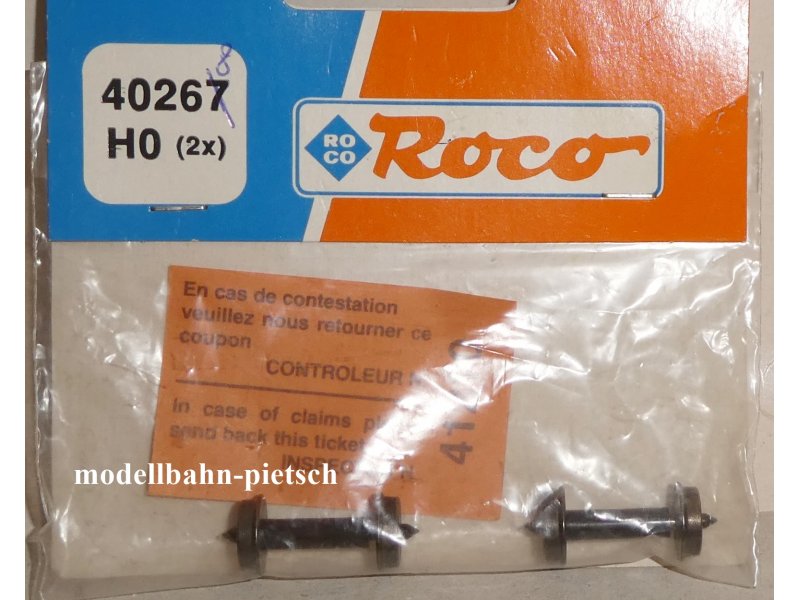 40267
H0 (2x)
RO
CO
Roco
En cas de contestation
veuillez nous retourner ce
coupon
CONTROLEUR
In case of claims
send back this ticket
modellbahn-pietsch